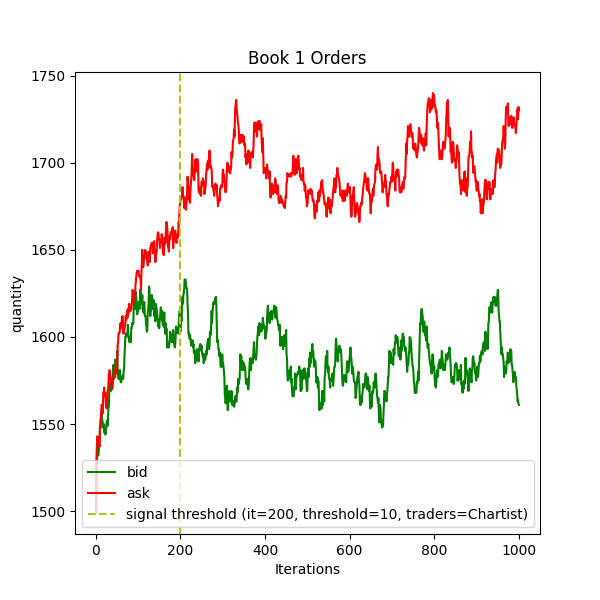 Book 1 Orders
1750
1700
1650
1600
1550
1500
quantity
bid
ask
signal threshold (it=200, threshold=10, traders=Chartist)
0 200 400 600 800 1000
Iterations